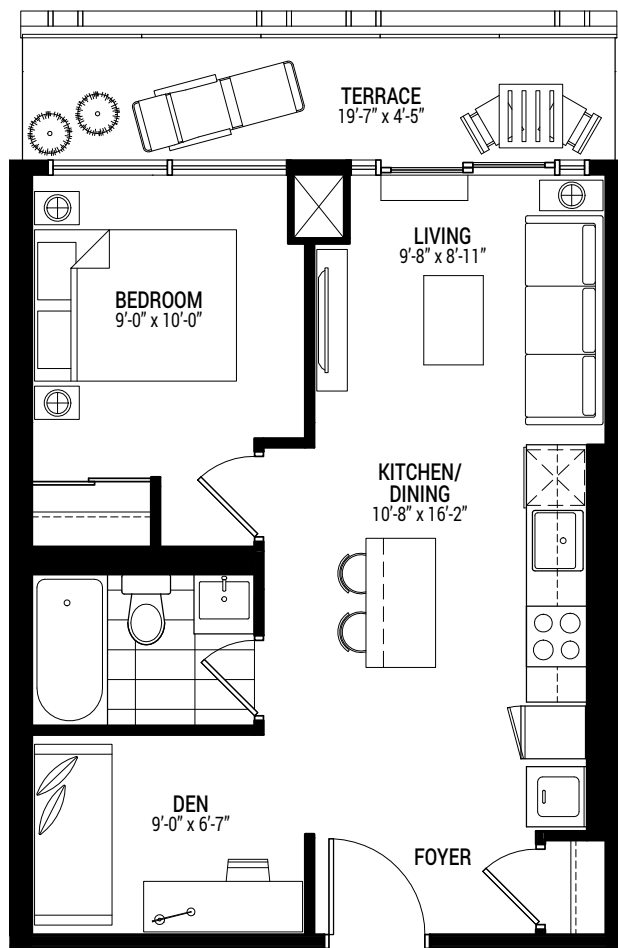 TERRACE
19'-7" x 4'-5"
LIVING
9'-8" x 8'-11"
BEDROOM
9'-0" x 10'-0"
KITCHEN/
DINING
10'-8" x 16'-2"
DEN
9'-0" x 6'-7"
FOYER